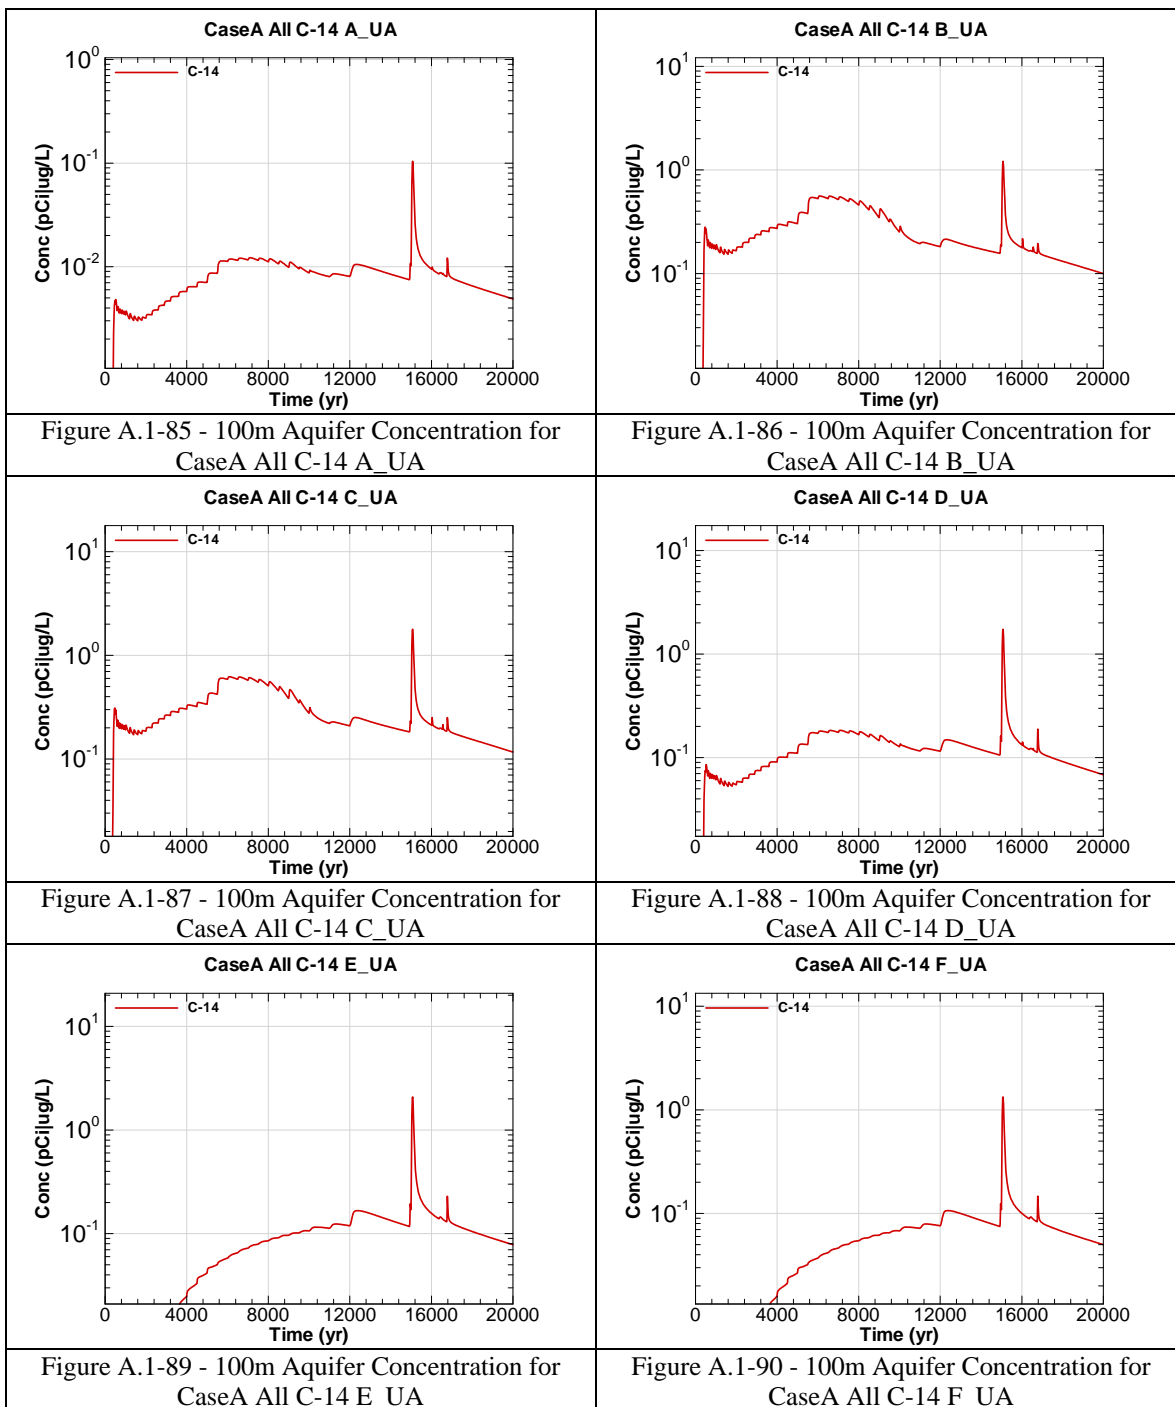 CaseA All C-14 A_UA
C-14
10^0
10^-1
10^-2
Conc (pCi|ug/L)
0 4000 8000 12000 16000 20000
Time (yr)
Figure A.1-85 - 100m Aquifer Concentration for
CaseA All C-14 A_UA
CaseA All C-14 B_UA
C-14
10^1
10^0
10^-1
Conc (pCi|ug/L)
0 4000 8000 12000 16000 20000
Time (yr)
Figure A.1-86 - 100m Aquifer Concentration for
CaseA All C-14 B_UA
CaseA All C-14 C_UA
C-14
10^1
10^0
10^-1
Conc (pCi|ug/L)
0 4000 8000 12000 16000 20000
Time (yr)
Figure A.1-87 - 100m Aquifer Concentration for
CaseA All C-14 C_UA
CaseA All C-14 D_UA
C-14
10^1
10^0
10^-1
Conc (pCi|ug/L)
0 4000 8000 12000 16000 20000
Time (yr)
Figure A.1-88 - 100m Aquifer Concentration for
CaseA All C-14 D_UA
CaseA All C-14 E_UA
C-14
10^1
10^0
10^-1
Conc (pCi|ug/L)
0 4000 8000 12000 16000 20000
Time (yr)
Figure A.1-89 - 100m Aquifer Concentration for
CaseA All C-14 E_UA
CaseA All C-14 F_UA
C-14
10^1
10^0
10^-1
Conc (pCi|ug/L)
0 4000 8000 12000 16000 20000
Time (yr)
Figure A.1-90 - 100m Aquifer Concentration for
CaseA All C-14 F_UA